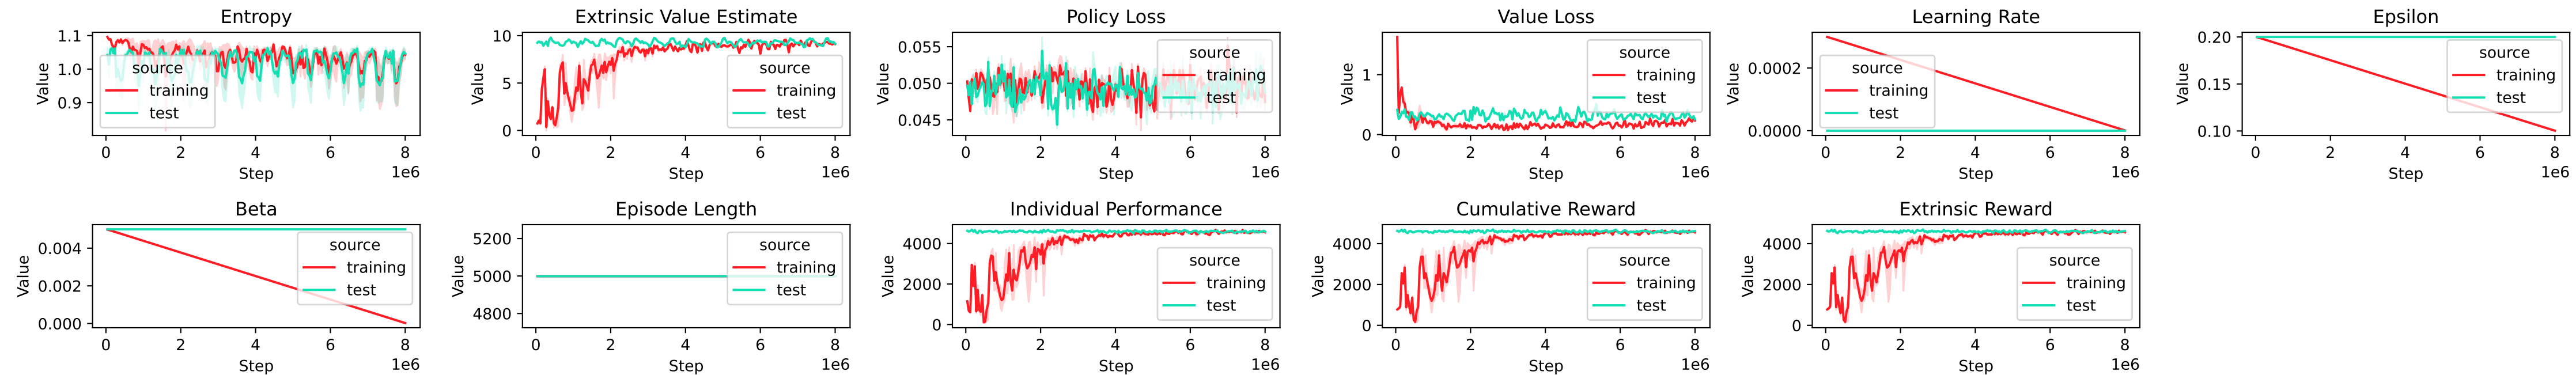 Entropy
1.1
1.0
0.9
Value
source
training
test
0 2 4 6 8
Step
1e6
Extrinsic Value Estimate
10
5
0
Value
source
training
test
0 2 4 6 8
Step
1e6
Policy Loss
0.055
0.050
0.045
Value
source
training
test
0 2 4 6 8
Step
1e6
Value Loss
1
0
Value
source
training
test
0 2 4 6 8
Step
1e6
Learning Rate
0.0002
0.0000
Value
source
training
test
0 2 4 6 8
Step
1e6
Epsilon
0.20
0.15
0.10
Value
source
training
test
0 2 4 6 8
Step
1e6
Beta
0.004
0.002
0.000
Value
source
training
test
0 2 4 6 8
Step
1e6
Episode Length
5200
5000
4800
Value
source
training
test
0 2 4 6 8
Step
1e6
Individual Performance
4000
2000
0
Value
source
training
test
0 2 4 6 8
Step
1e6
Cumulative Reward
4000
2000
0
Value
source
training
test
0 2 4 6 8
Step
1e6
Extrinsic Reward
4000
2000
0
Value
source
training
test
0 2 4 6 8
Step
1e6